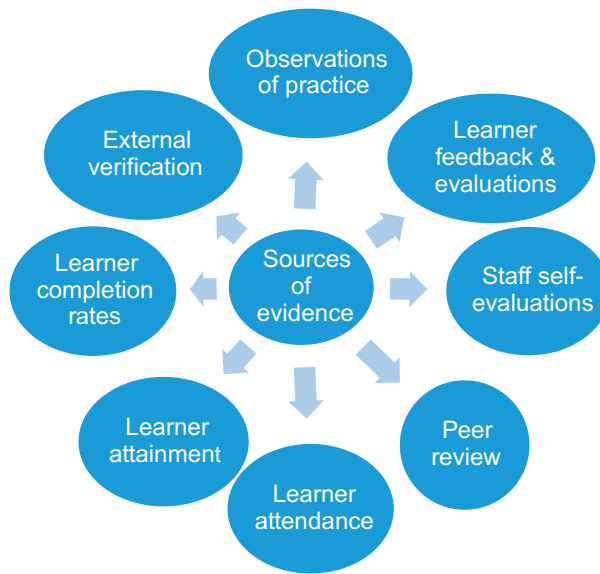 Observations
of practice
Learner
feedback &
evaluations
Staff self-
evaluations
Peer
review
Learner
attendance
Learner
attainment
Learner
completion
rates
External
verification
Sources
of
evidence